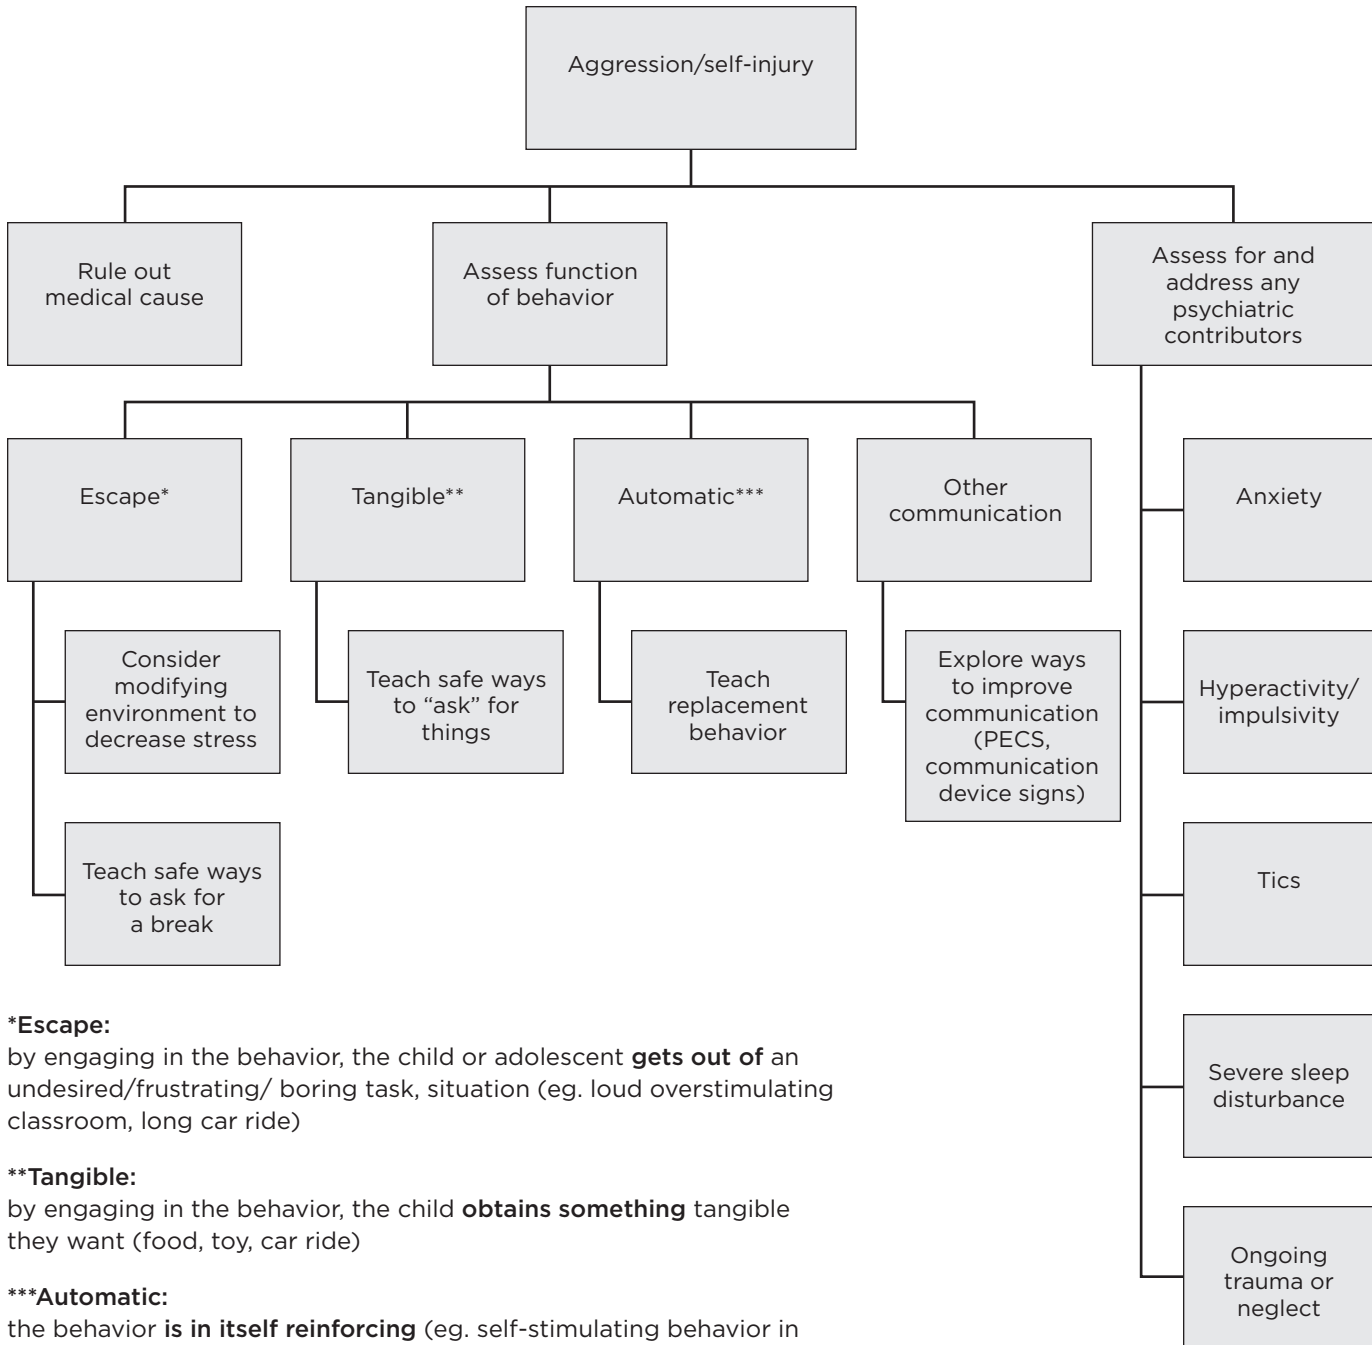 Aggression/self-injury
Rule out
medical cause
Assess function
of behavior
Assess for and
address any
psychiatric
contributors
Escape*
Tangible**
Automatic***
Other
communication
Anxiety
Consider
modifying
environment to
decrease stress
Teach safe ways
to “ask” for
things
Teach
replacement
behavior
Explore ways
to improve
communication
(PECS,
communication
device signs)
Hyperactivity/
impulsivity
Teach safe ways
to ask for
a break
Tics
Severe sleep
disturbance
Ongoing
trauma or
neglect
*Escape:
by engaging in the behavior, the child or adolescent gets out of an
undesired/frustrating/ boring task, situation (eg. loud overstimulating
classroom, long car ride)
**Tangible:
by engaging in the behavior, the child obtains something tangible
they want (food, toy, car ride)
***Automatic:
the behavior is in itself reinforcing (eg. self-stimulating behavior in